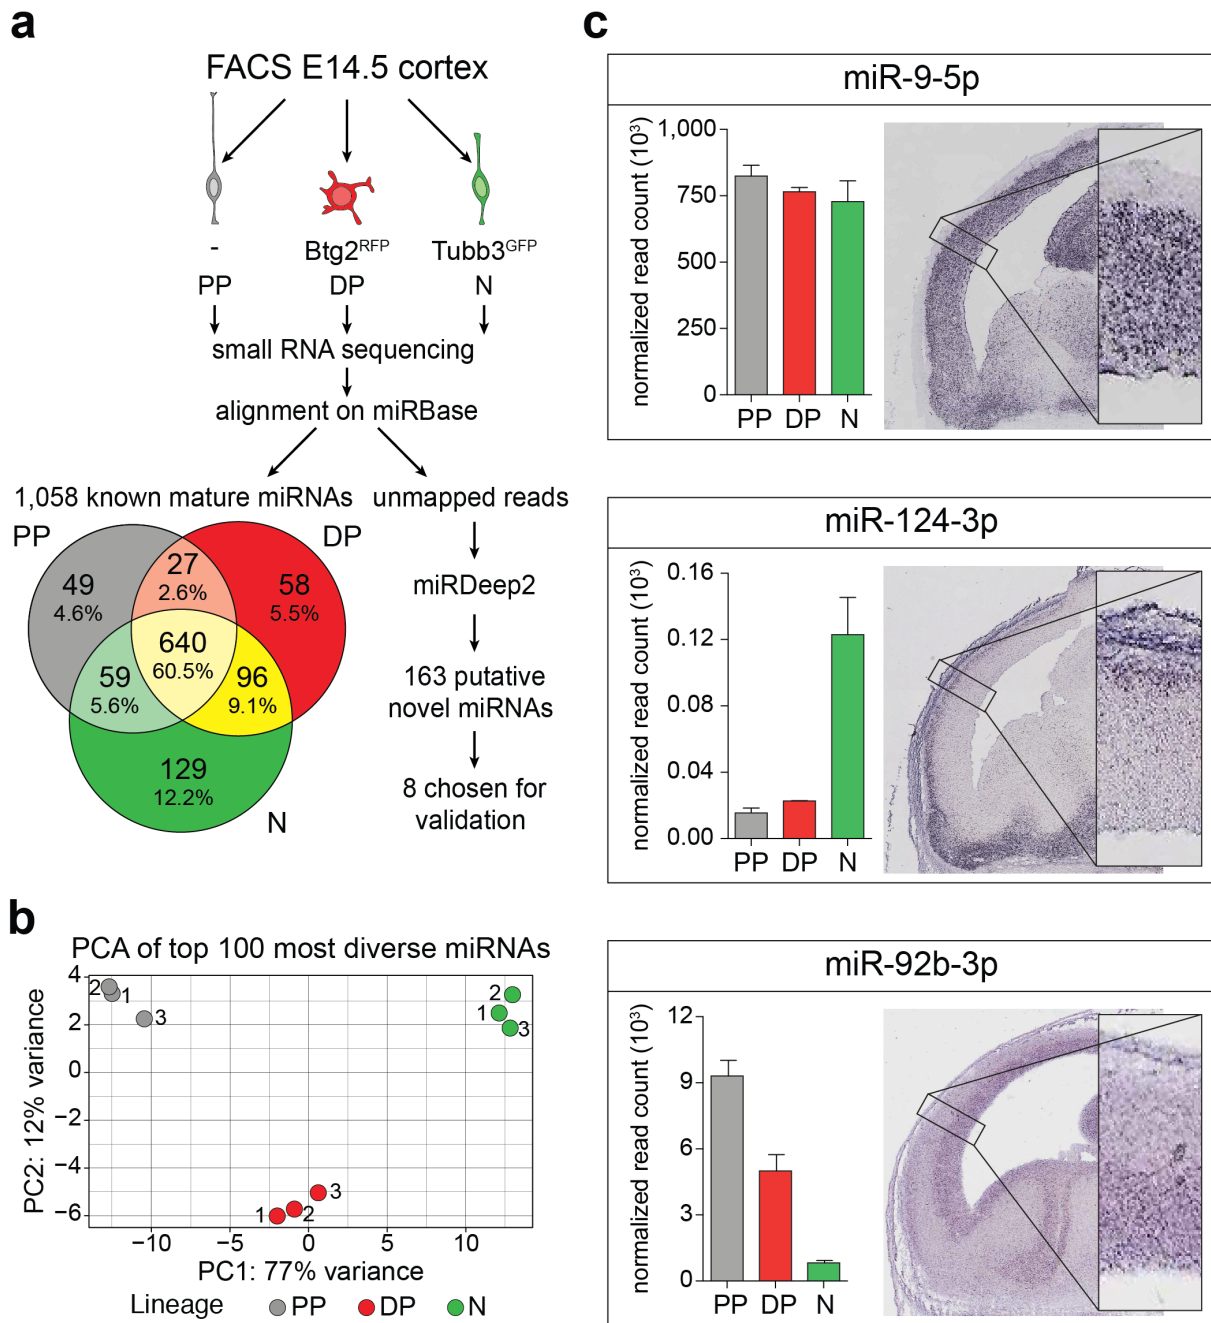 a
FACS E14.5 cortex
-
Btg2RFP
Tubb3GFP
PP
DP
N
small RNA sequencing
alignment on miRBase
1,058 known mature miRNAs
unmapped reads
PP
DP
49
4.6%
27
2.6%
58
5.5%
640
60.5%
59
5.6%
96
9.1%
129
12.2%
N
miRDeep2
163 putative
novel miRNAs
8 chosen for
validation
b
PCA of top 100 most diverse miRNAs
PC2: 12% variance
4
2
0
−2
−4
−6
2
1
3
2
1
3
3
1
2
−10
−5
0
5
10
PC1: 77% variance
Lineage
PP
DP
N
c
miR-9-5p
normalized read count (103)
1,000
750
500
250
0
PP
DP
N
miR-124-3p
normalized read count (103)
0.16
0.12
0.08
0.04
0.00
PP
DP
N
miR-92b-3p
normalized read count (103)
12
9
6
3
0
PP
DP
N